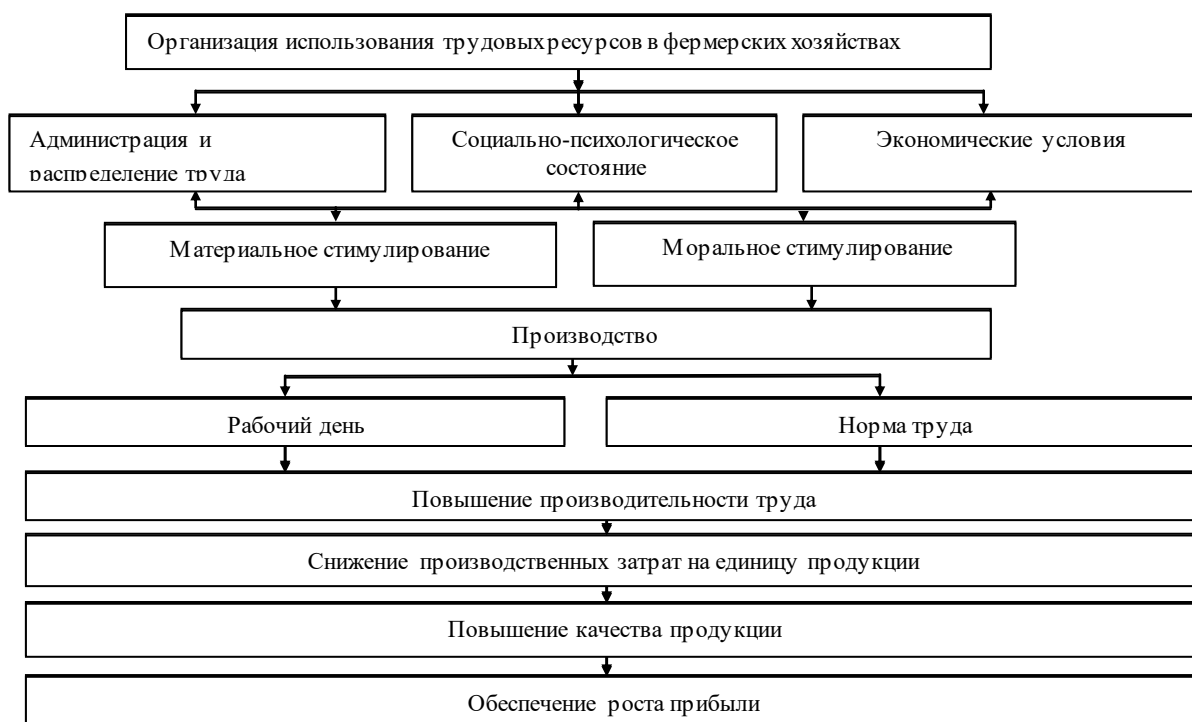 Организация использования трудовых ресурсов в фермерских хозяйствах
Администрация и
распределение труда
Социально-психологическое
состояние
Экономические условия
Материальное стимулирование
Моральное стимулирование
Производство
Рабочий день
Норма труда
Повышение производительности труда
Снижение производственных затрат на единицу продукции
Повышение качества продукции
Обеспечение роста прибыли